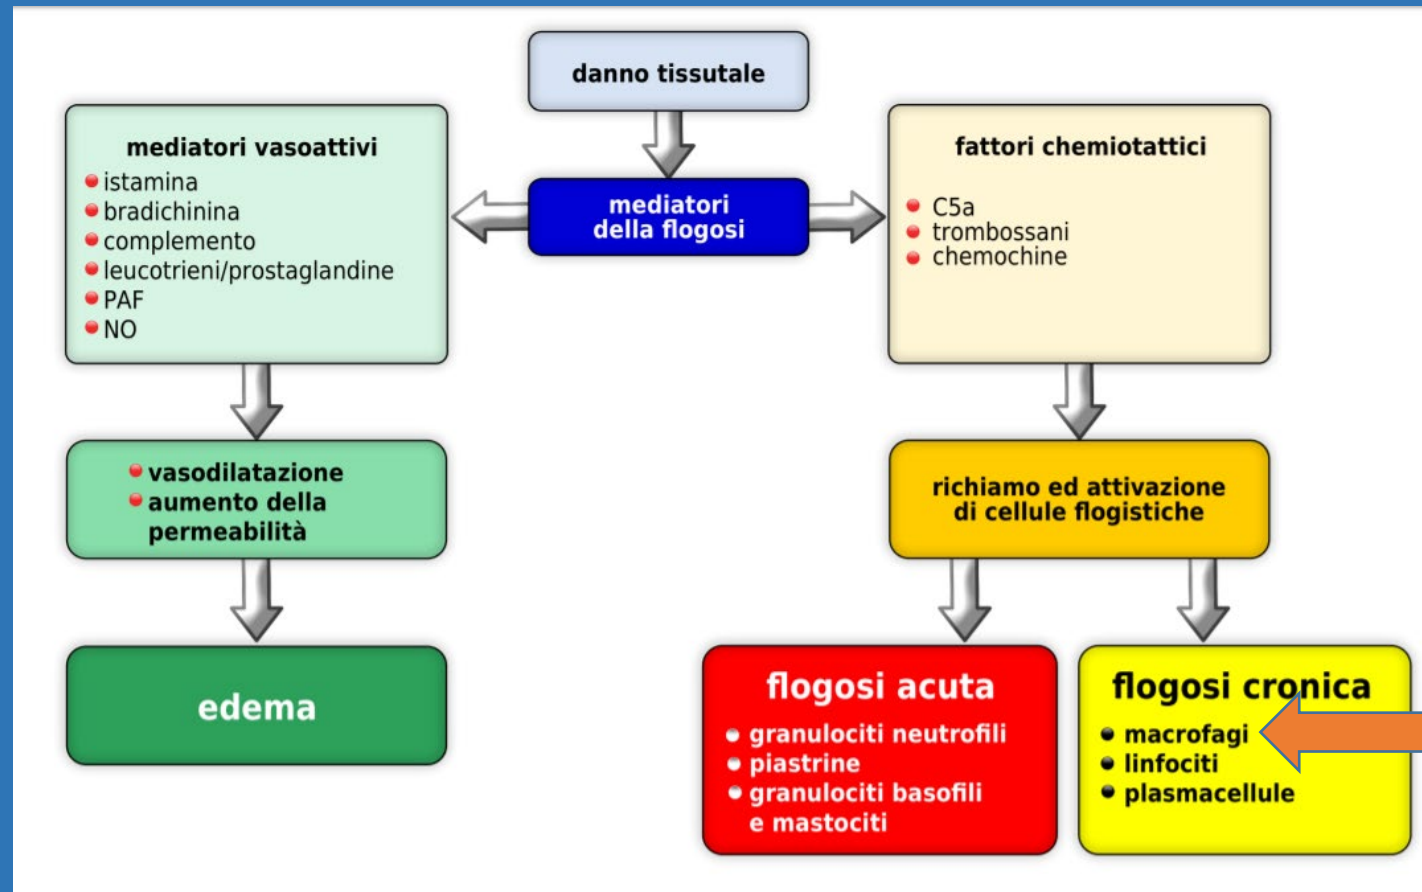 danno tissutale
mediatori vasoattivi
istamina
bradichinina
complemento
leucotrieni/prostaglandine
PAF
NO
mediatori
della flogosi
fattori chemiotattici
C5a
trombossani
chemochine
vasodilatazione
aumento della
permeabilità
richiamo ed attivazione
di cellule flogistiche
edema
flogosi acuta
granulociti neutrofili
piastrine
granulociti basofili
e mastociti
flogosi cronica
macrofagi
linfociti
plasmacellule